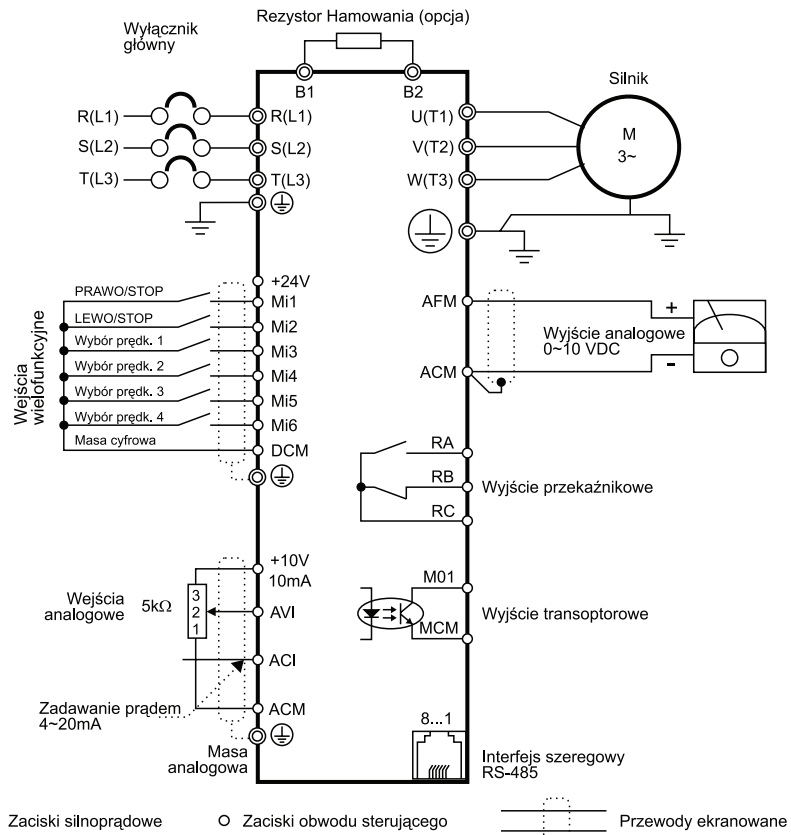 Rezystor Hamowania (opcja)
Wyłącznik
główny
B1
B2
Silnik
R(L1)
R(L1)
U(T1)
M
3~
S(L2)
S(L2)
V(T2)
T(L3)
T(L3)
W(T3)
+24V
PRAWO/STOP
Mi1
AFM
+
LEWO/STOP
Mi2
Wejścia
wielofunkcyjne
Wybór prędk. 1
Mi3
Wyjście analogowe
0~10 VDC
Wybór prędk. 2
Mi4
ACM
-
Wybór prędk. 3
Mi5
Wybór prędk. 4
Mi6
Masa cyfrowa
DCM
RA
RB
Wyjście przekaźnikowe
RC
+10V
10mA
Wejścia
analogowe
5kΩ
3
2
1
AVI
M01
Wyjście transoptorowe
MCM
ACI
Zadawanie prądem
4~20mA
ACM
Masa
analogowa
8...1
Interfejs szeregowy
RS-485
Zaciski silnoprądowe
Zaciski obwodu sterującego
Przewody ekranowane